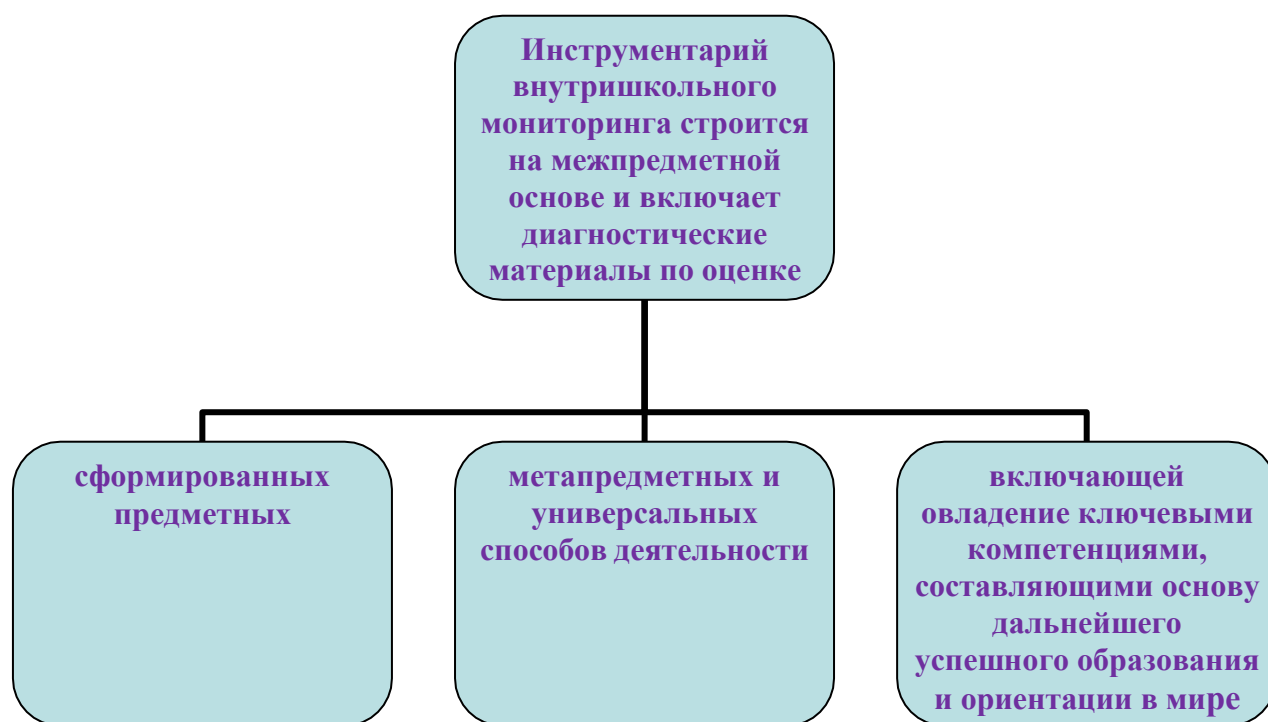 Инструментарий
внутришкольного
мониторинга строится
на межпредметной
основе и включает
диагностические
материалы по оценке
сформированных
предметных
метапредметных и
универсальных
способов деятельности
включающей
овладение ключевыми
компетенциями,
составляющими основу
дальнейшего
успешного образования
и ориентации в мире